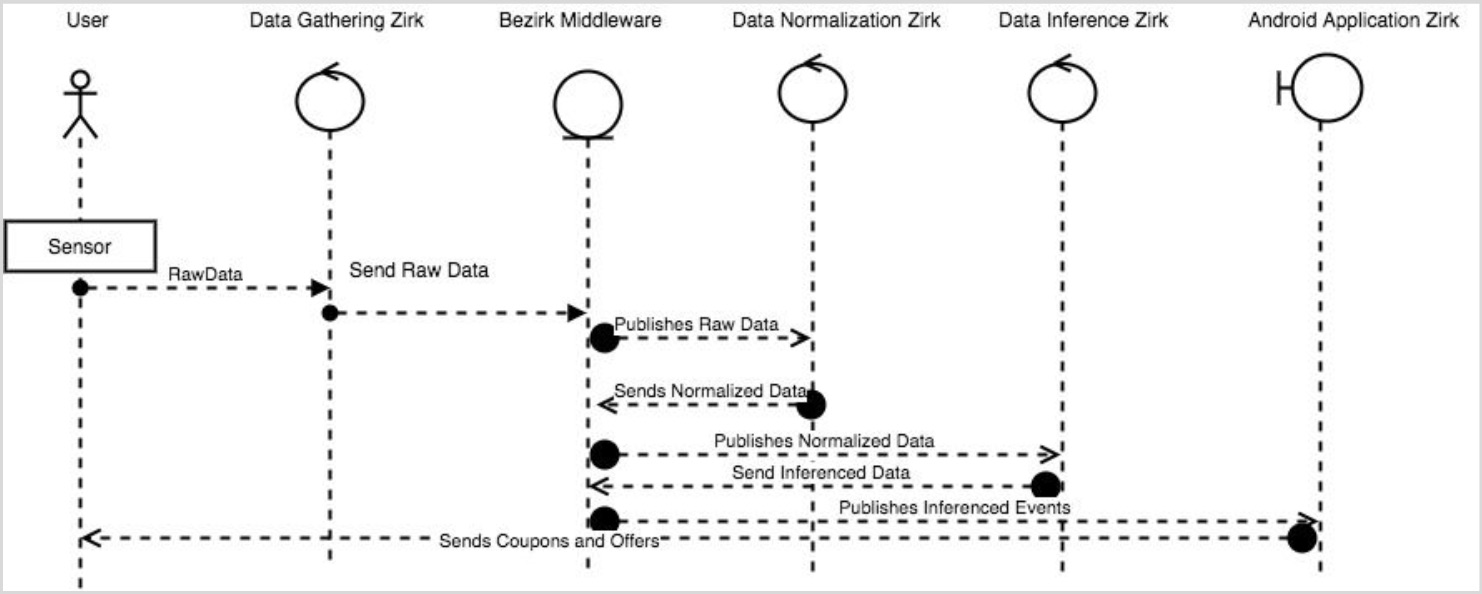 User
Data Gathering Zirk
Bezirk Middleware
Data Normalization Zirk
Data Inference Zirk
Android Application Zirk
Sensor
RawData
Send Raw Data
Publishes Raw Data
Sends Normalized Data
Publishes Normalized Data
Send Inferenced Data
Publishes Inferenced Events
Sends Coupons and Offers